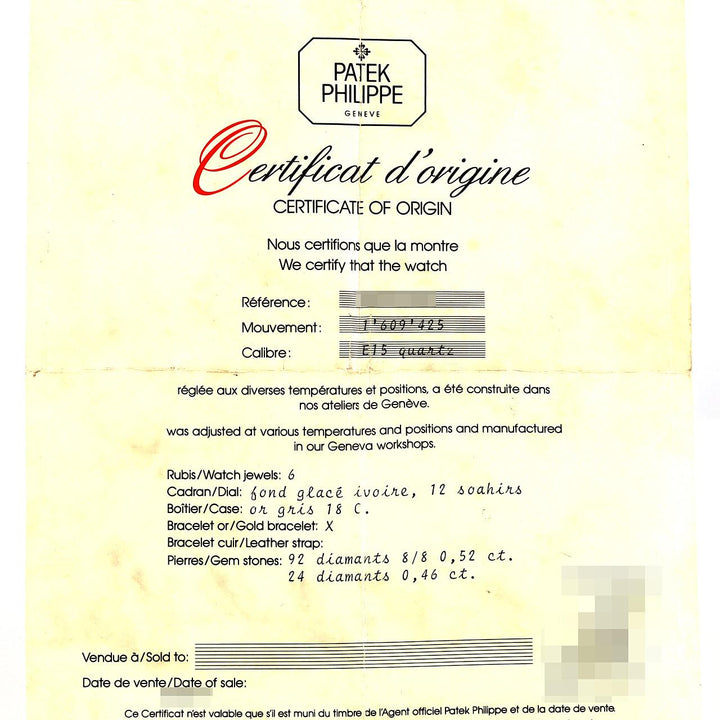 PATEK
PHILIPPE
GENEVE
Certificat d'origine
CERTIFICATE OF ORIGIN
Nous certifions que la montre
We certify that the watch
Référence:
Mouvement: 1'609'425
Calibre: E15 quartz
réglée aux diverses températures et positions, a été construite dans
nos ateliers de Genève.
was adjusted at various temperatures and positions and manufactured
in our Geneva workshops.
Rubis/Watch jewels: 6
Cadran/Dial: fond glacé ivoire, 12 soahirs
Boîtier/Case: or gris 18 C.
Bracelet or/Gold bracelet: X
Bracelet cuir/Leather strap:
Pierres/Gem stones: 92 diamants 8/8 0,52 ct.
24 diamants 0,46 ct.
Vendue à/Sold to:
Date de vente/Date of sale:
Ce Certificat n'est valable que s'il est muni du timbre de l'Agent officiel Patek Philippe et de la date de vente.